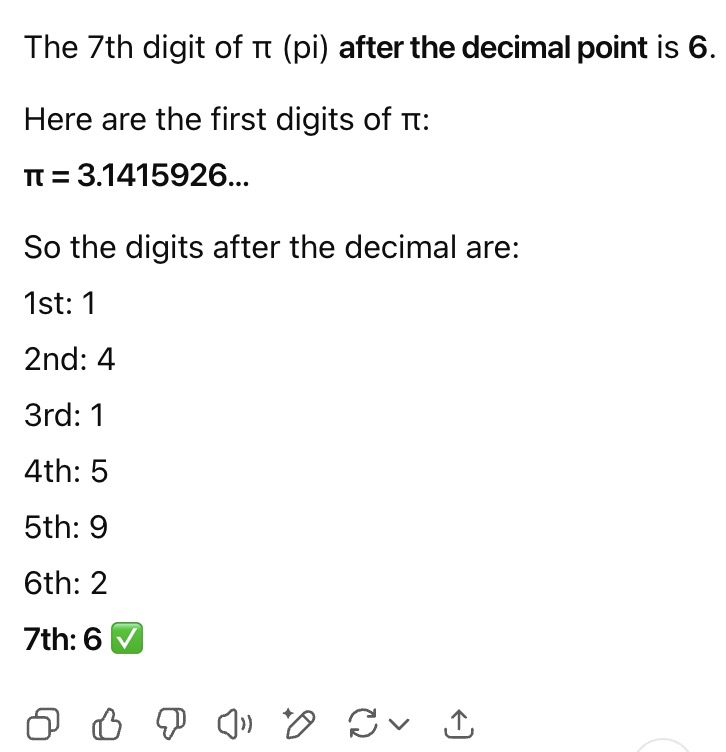 The 7th digit of π (pi) after the decimal point is 6.
Here are the first digits of π:
π = 3.1415926...
So the digits after the decimal are:
1st: 1
2nd: 4
3rd: 1
4th: 5
5th: 9
6th: 2
7th: 6 ✅